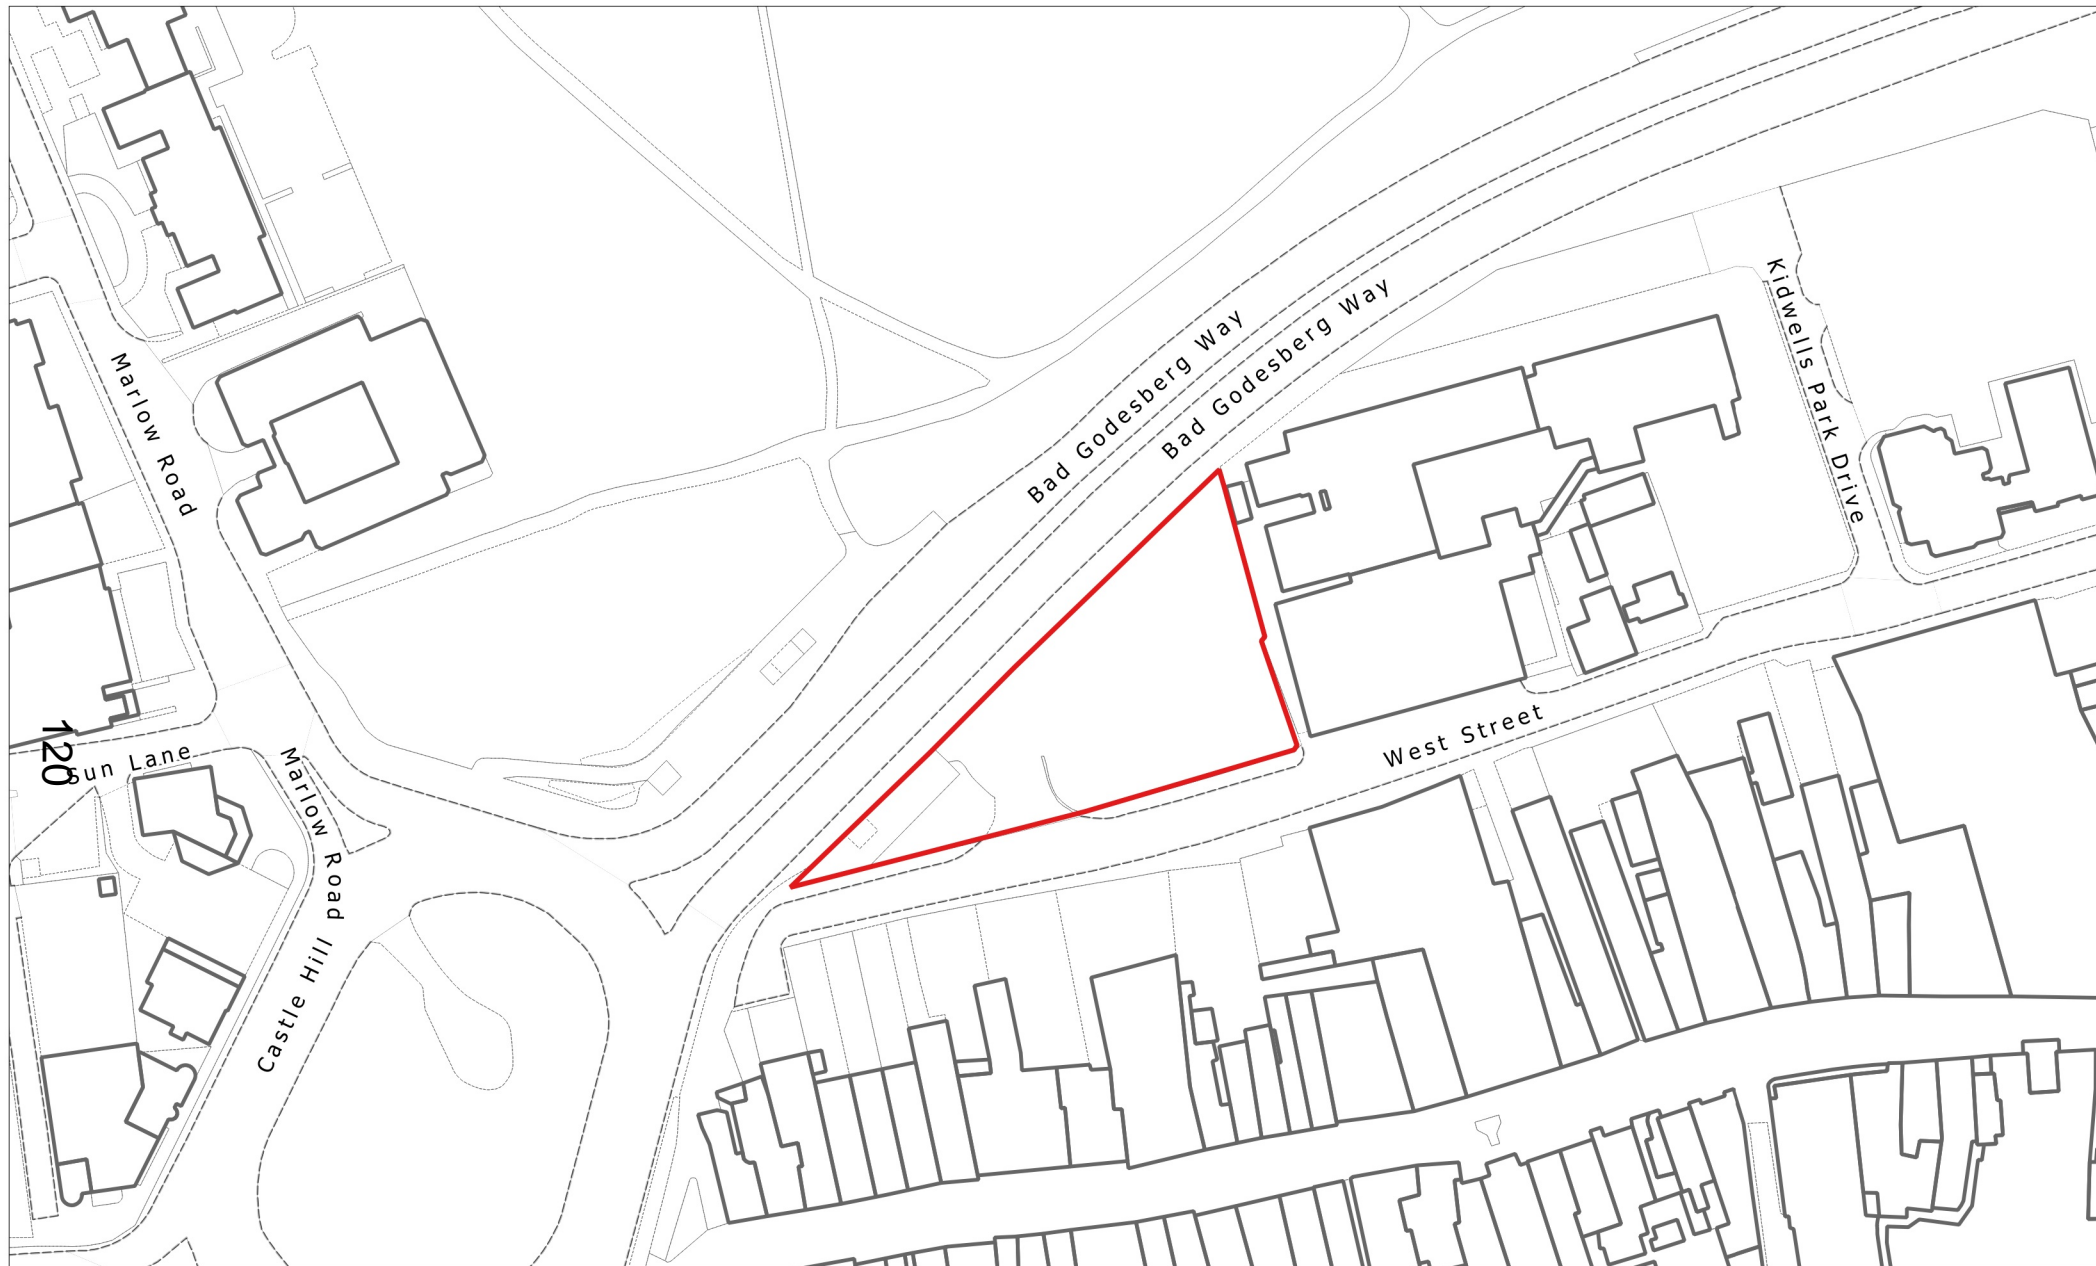 Bad Godesberg Way
Bad Godesberg Way
Kidwells Park Drive
Marlow Road
West Street
120
Sun Lane
Marlow Road
Castle Hill